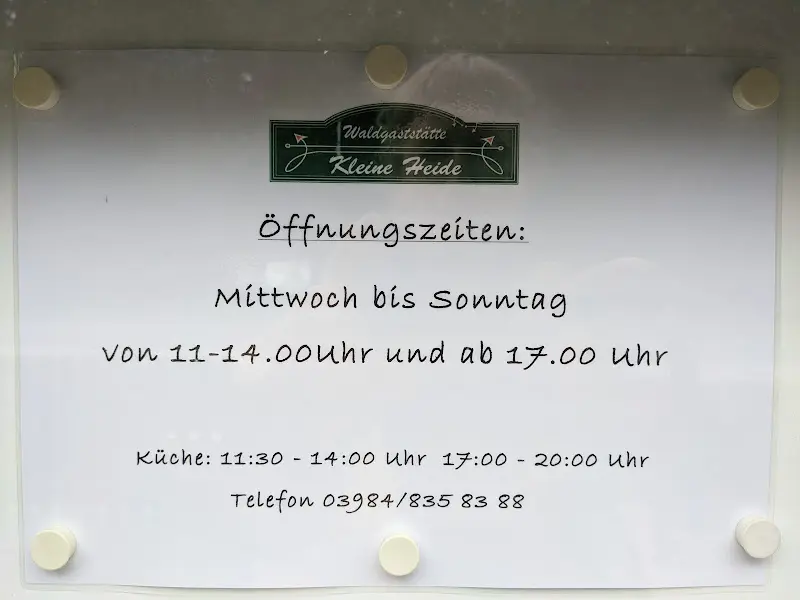 Waldgaststätte
Kleine Heide
Öffnungszeiten:
Mittwoch bis Sonntag
von 11-14.00Uhr und ab 17.00 Uhr
Küche: 11:30 - 14:00 Uhr 17:00 - 20:00 Uhr
Telefon 03984/835 83 88